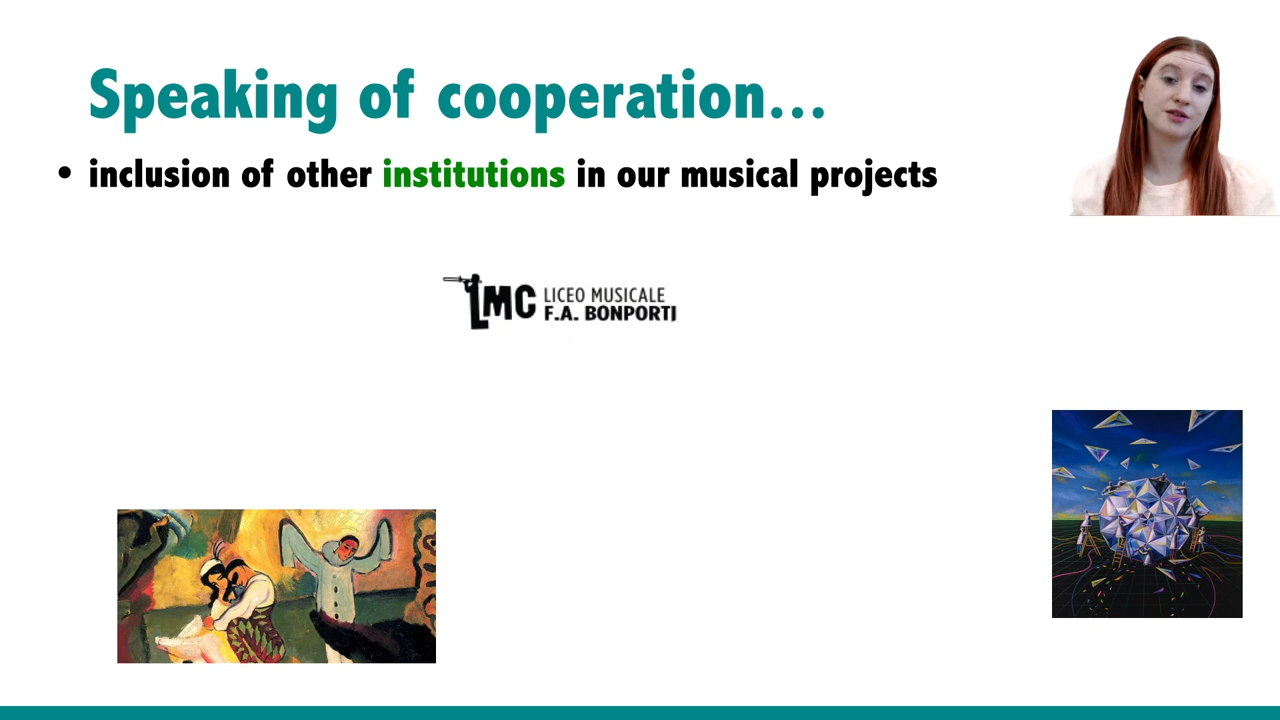 Speaking of cooperation...
• inclusion of other institutions in our musical projects
LMC LICEO MUSICALE
F.A. BONPORTI